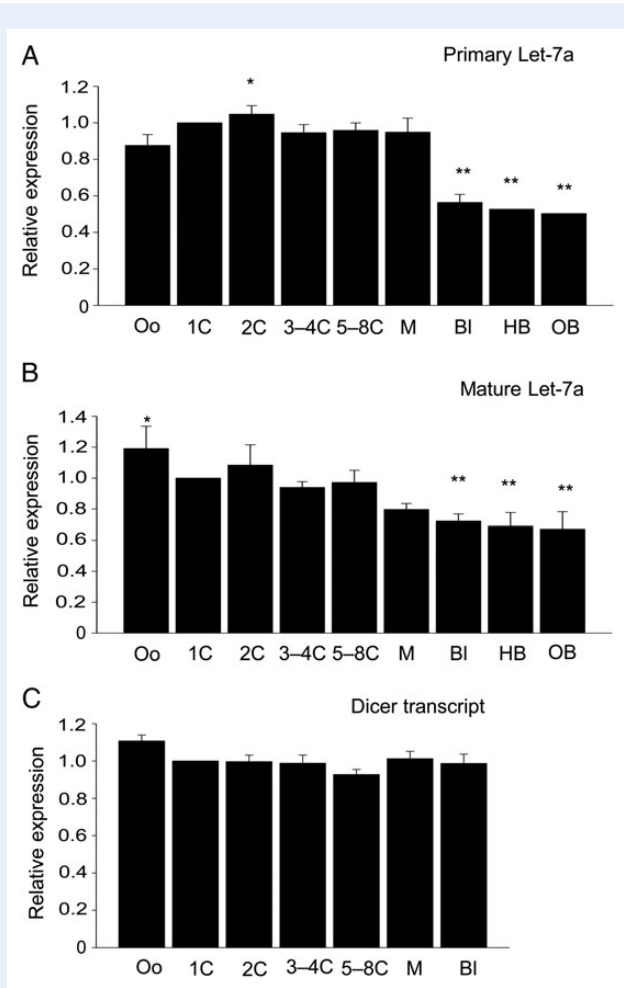 A
Primary Let-7a
Relative expression
1.2
1.0
0.8
0.6
0.4
0.2
0
*
**
**
**
Oo 1C 2C 3–4C 5–8C M Bl HB OB
B
Mature Let-7a
Relative expression
1.4
1.2
1.0
0.8
0.6
0.4
0.2
0
*
**
**
**
Oo 1C 2C 3–4C 5–8C M Bl HB OB
C
Dicer transcript
Relative expression
1.2
1.0
0.8
0.6
0.4
0.2
0
Oo 1C 2C 3–4C 5–8C M Bl